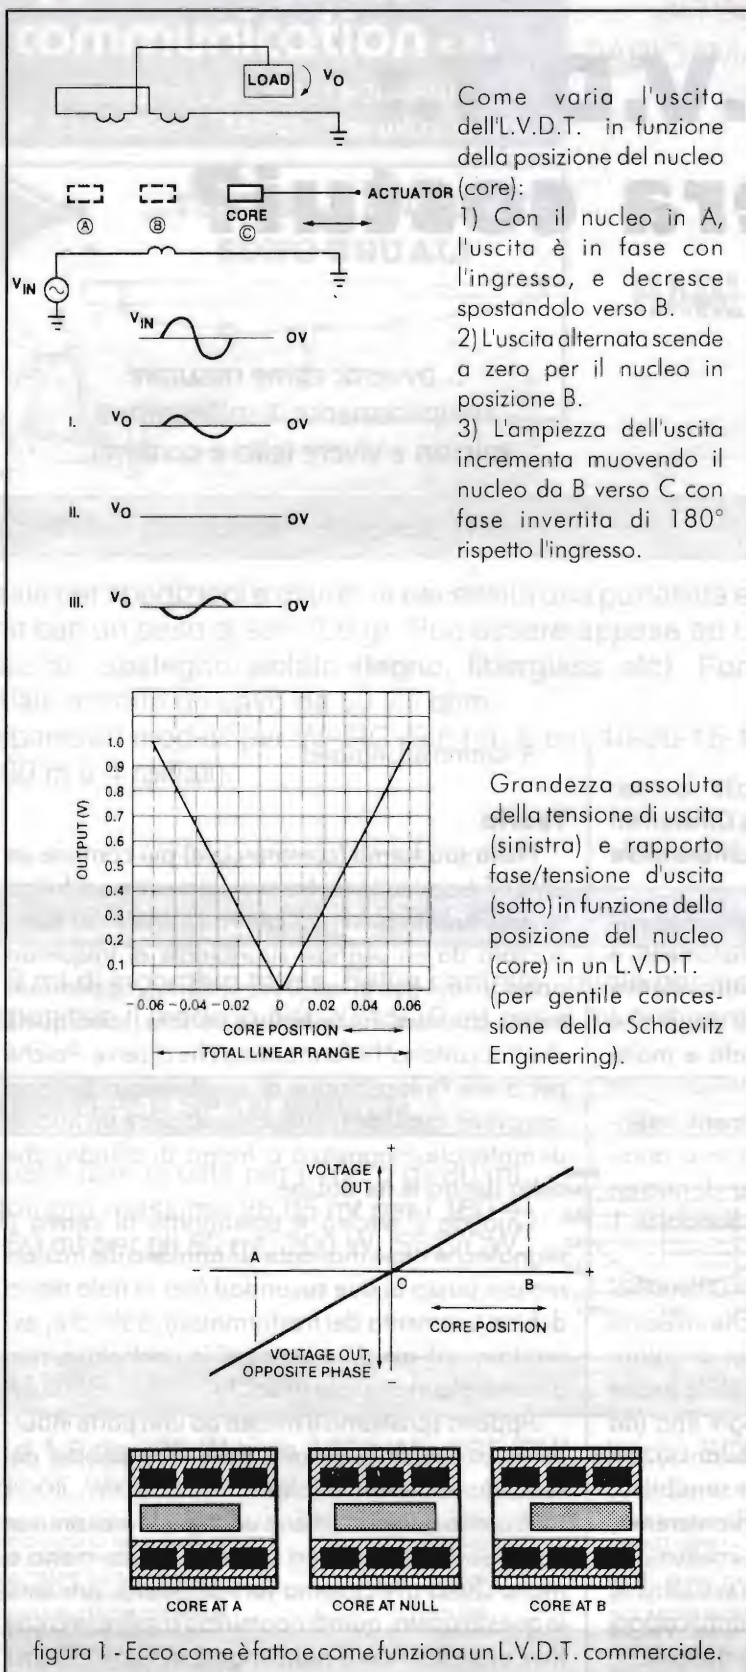 LOAD
Vo
ACTUATOR
CORE
A
B
C
VIN
VIN
OV
I.
Vo
OV
II.
Vo
OV
III.
Vo
OV
Come varia l'uscita
dell'L.V.D.T. in funzione
della posizione del nucleo
(core):
1) Con il nucleo in A,
l'uscita è in fase con
l'ingresso, e decresce
spostandolo verso B.
2) L'uscita alternata scende
a zero per il nucleo in
posizione B.
3) L'ampiezza dell'uscita
incrementa muovendo il
nucleo da B verso C con
fase invertita di 180°
rispetto l'ingresso.
OUTPUT (V)
1.0
0.9
0.8
0.7
0.6
0.5
0.4
0.3
0.2
0.1
-0.06 -0.04 -0.02 0 0.02 0.04 0.06
CORE POSITION
TOTAL LINEAR RANGE
Grandezza assoluta
della tensione di uscita
(sinistra) e rapporto
fase/tensione d'uscita
(sotto) in funzione della
posizione del nucleo
(core) in un L.V.D.T.
(per gentile conces-
sione della Schaevitz
Engineering).
+
VOLTAGE
OUT
A
-
+
O
B
CORE POSITION
VOLTAGE OUT,
OPPOSITE PHASE
-
CORE AT A
CORE AT NULL
CORE AT B
figura 1 - Ecco come è fatto e come funziona un L.V.D.T. commerciale.